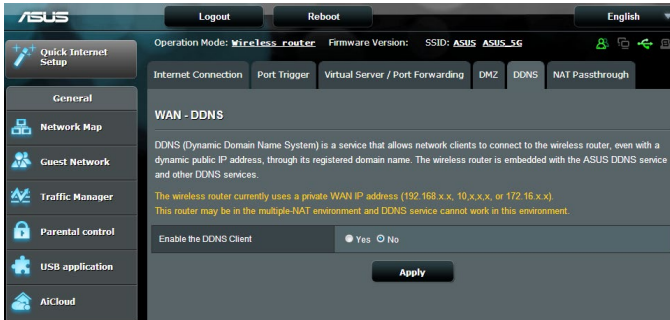 ASUS
Logout
Reboot
English
Quick Internet Setup
Operation Mode: Wireless router Firmware Version: SSID: ASUS ASUS_5G
Internet Connection
Port Trigger
Virtual Server / Port Forwarding
DMZ
DDNS
NAT Passthrough
General
Network Map
Guest Network
Traffic Manager
Parental control
USB application
AiCloud
WAN - DDNS
DDNS (Dynamic Domain Name System) is a service that allows network clients to connect to the wireless router, even with a
dynamic public IP address, through its registered domain name. The wireless router is embedded with the ASUS DDNS service
and other DDNS services.
The wireless router currently uses a private WAN IP address (192.168.x.x, 10,x,x,x, or 172.16.x.x).
This router may be in the multiple-NAT environment and DDNS service cannot work in this environment.
Enable the DDNS Client
Yes No
Apply